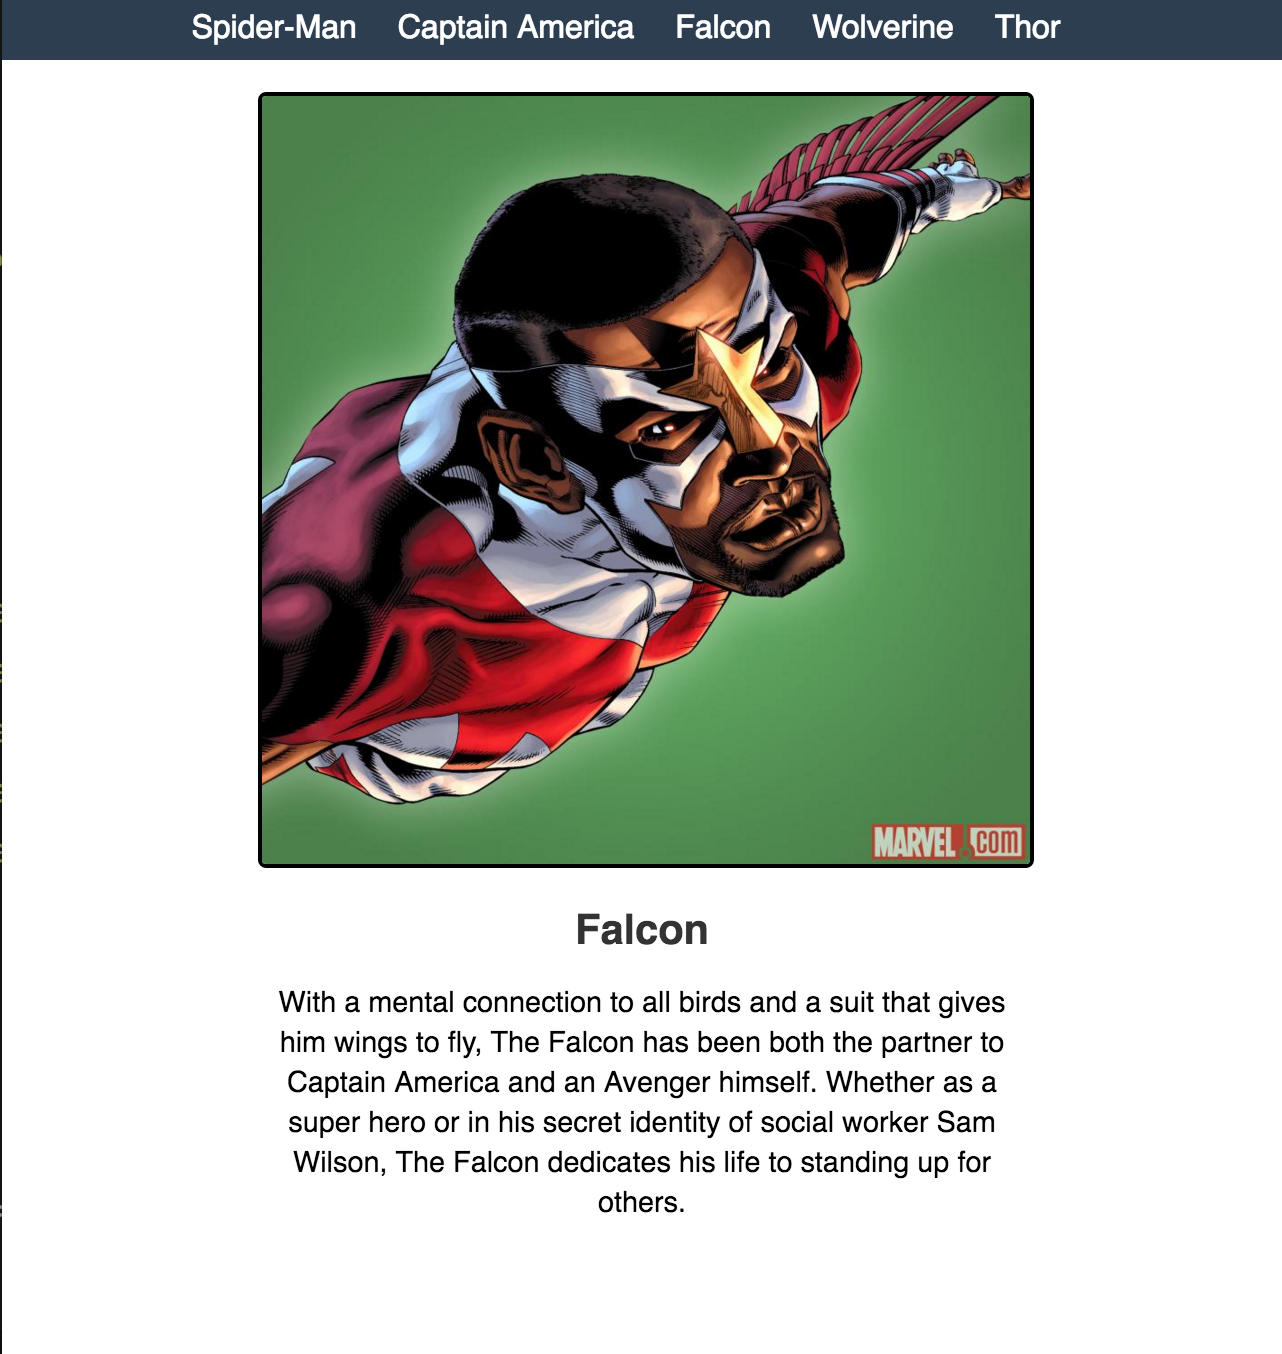 Spider-Man Captain America Falcon Wolverine Thor
MARVEL.com
Falcon
With a mental connection to all birds and a suit that gives
him wings to fly, The Falcon has been both the partner to
Captain America and an Avenger himself. Whether as a
super hero or in his secret identity of social worker Sam
Wilson, The Falcon dedicates his life to standing up for
others.